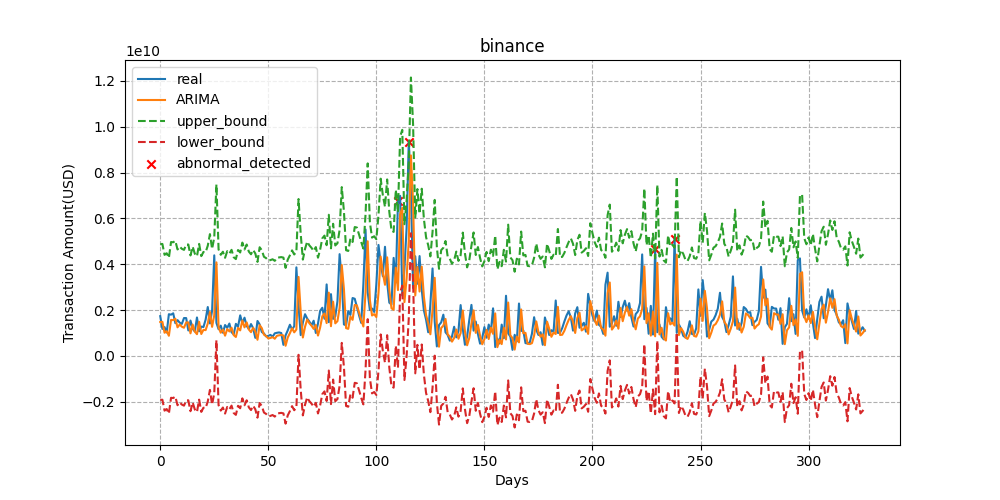 binance
1e10
1.2
1.0
0.8
0.6
0.4
0.2
0.0
−0.2
Transaction Amount(USD)
real
ARIMA
upper_bound
lower_bound
abnormal_detected
0
50
100
150
200
250
300
Days